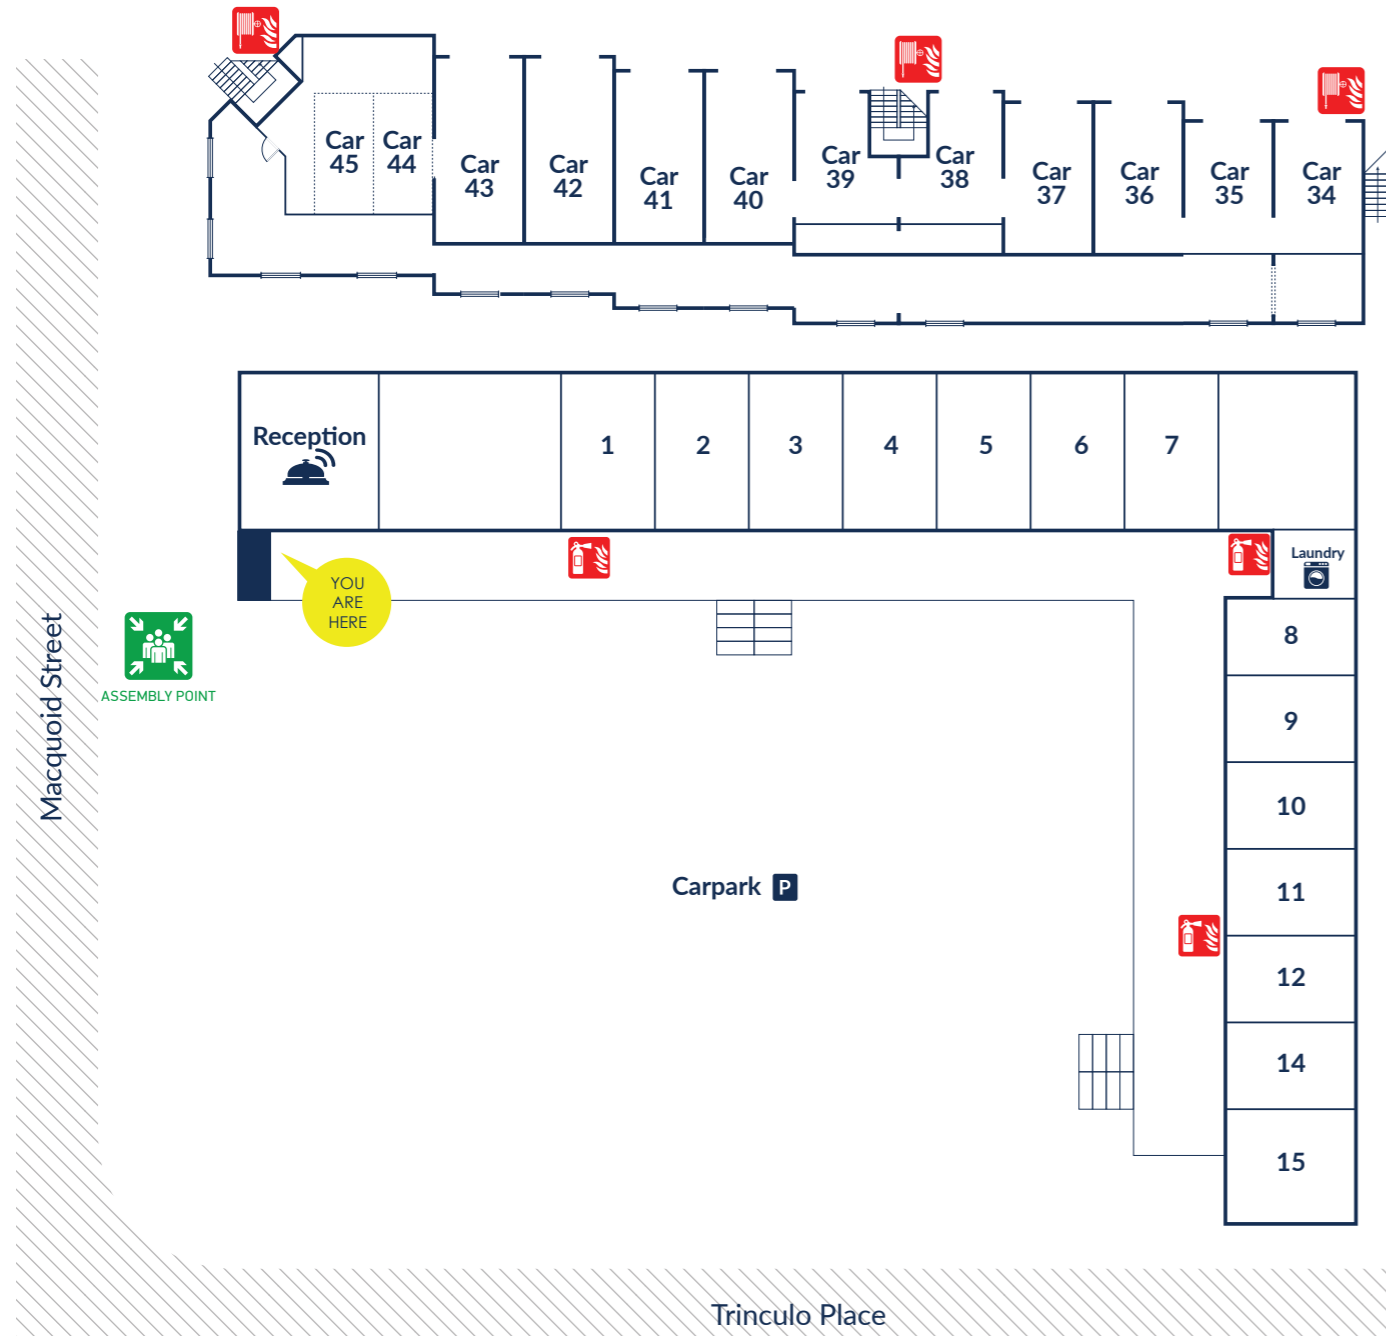 Car
45
Car
44
Car
43
Car
42
Car
41
Car
40
Car
39
Car
38
Car
37
Car
36
Car
35
Car
34
Reception
1
2
3
4
5
6
7
Laundry
YOU
ARE
HERE
8
ASSEMBLY POINT
9
Macquoid Street
10
Carpark P
11
12
14
15
Trinculo Place